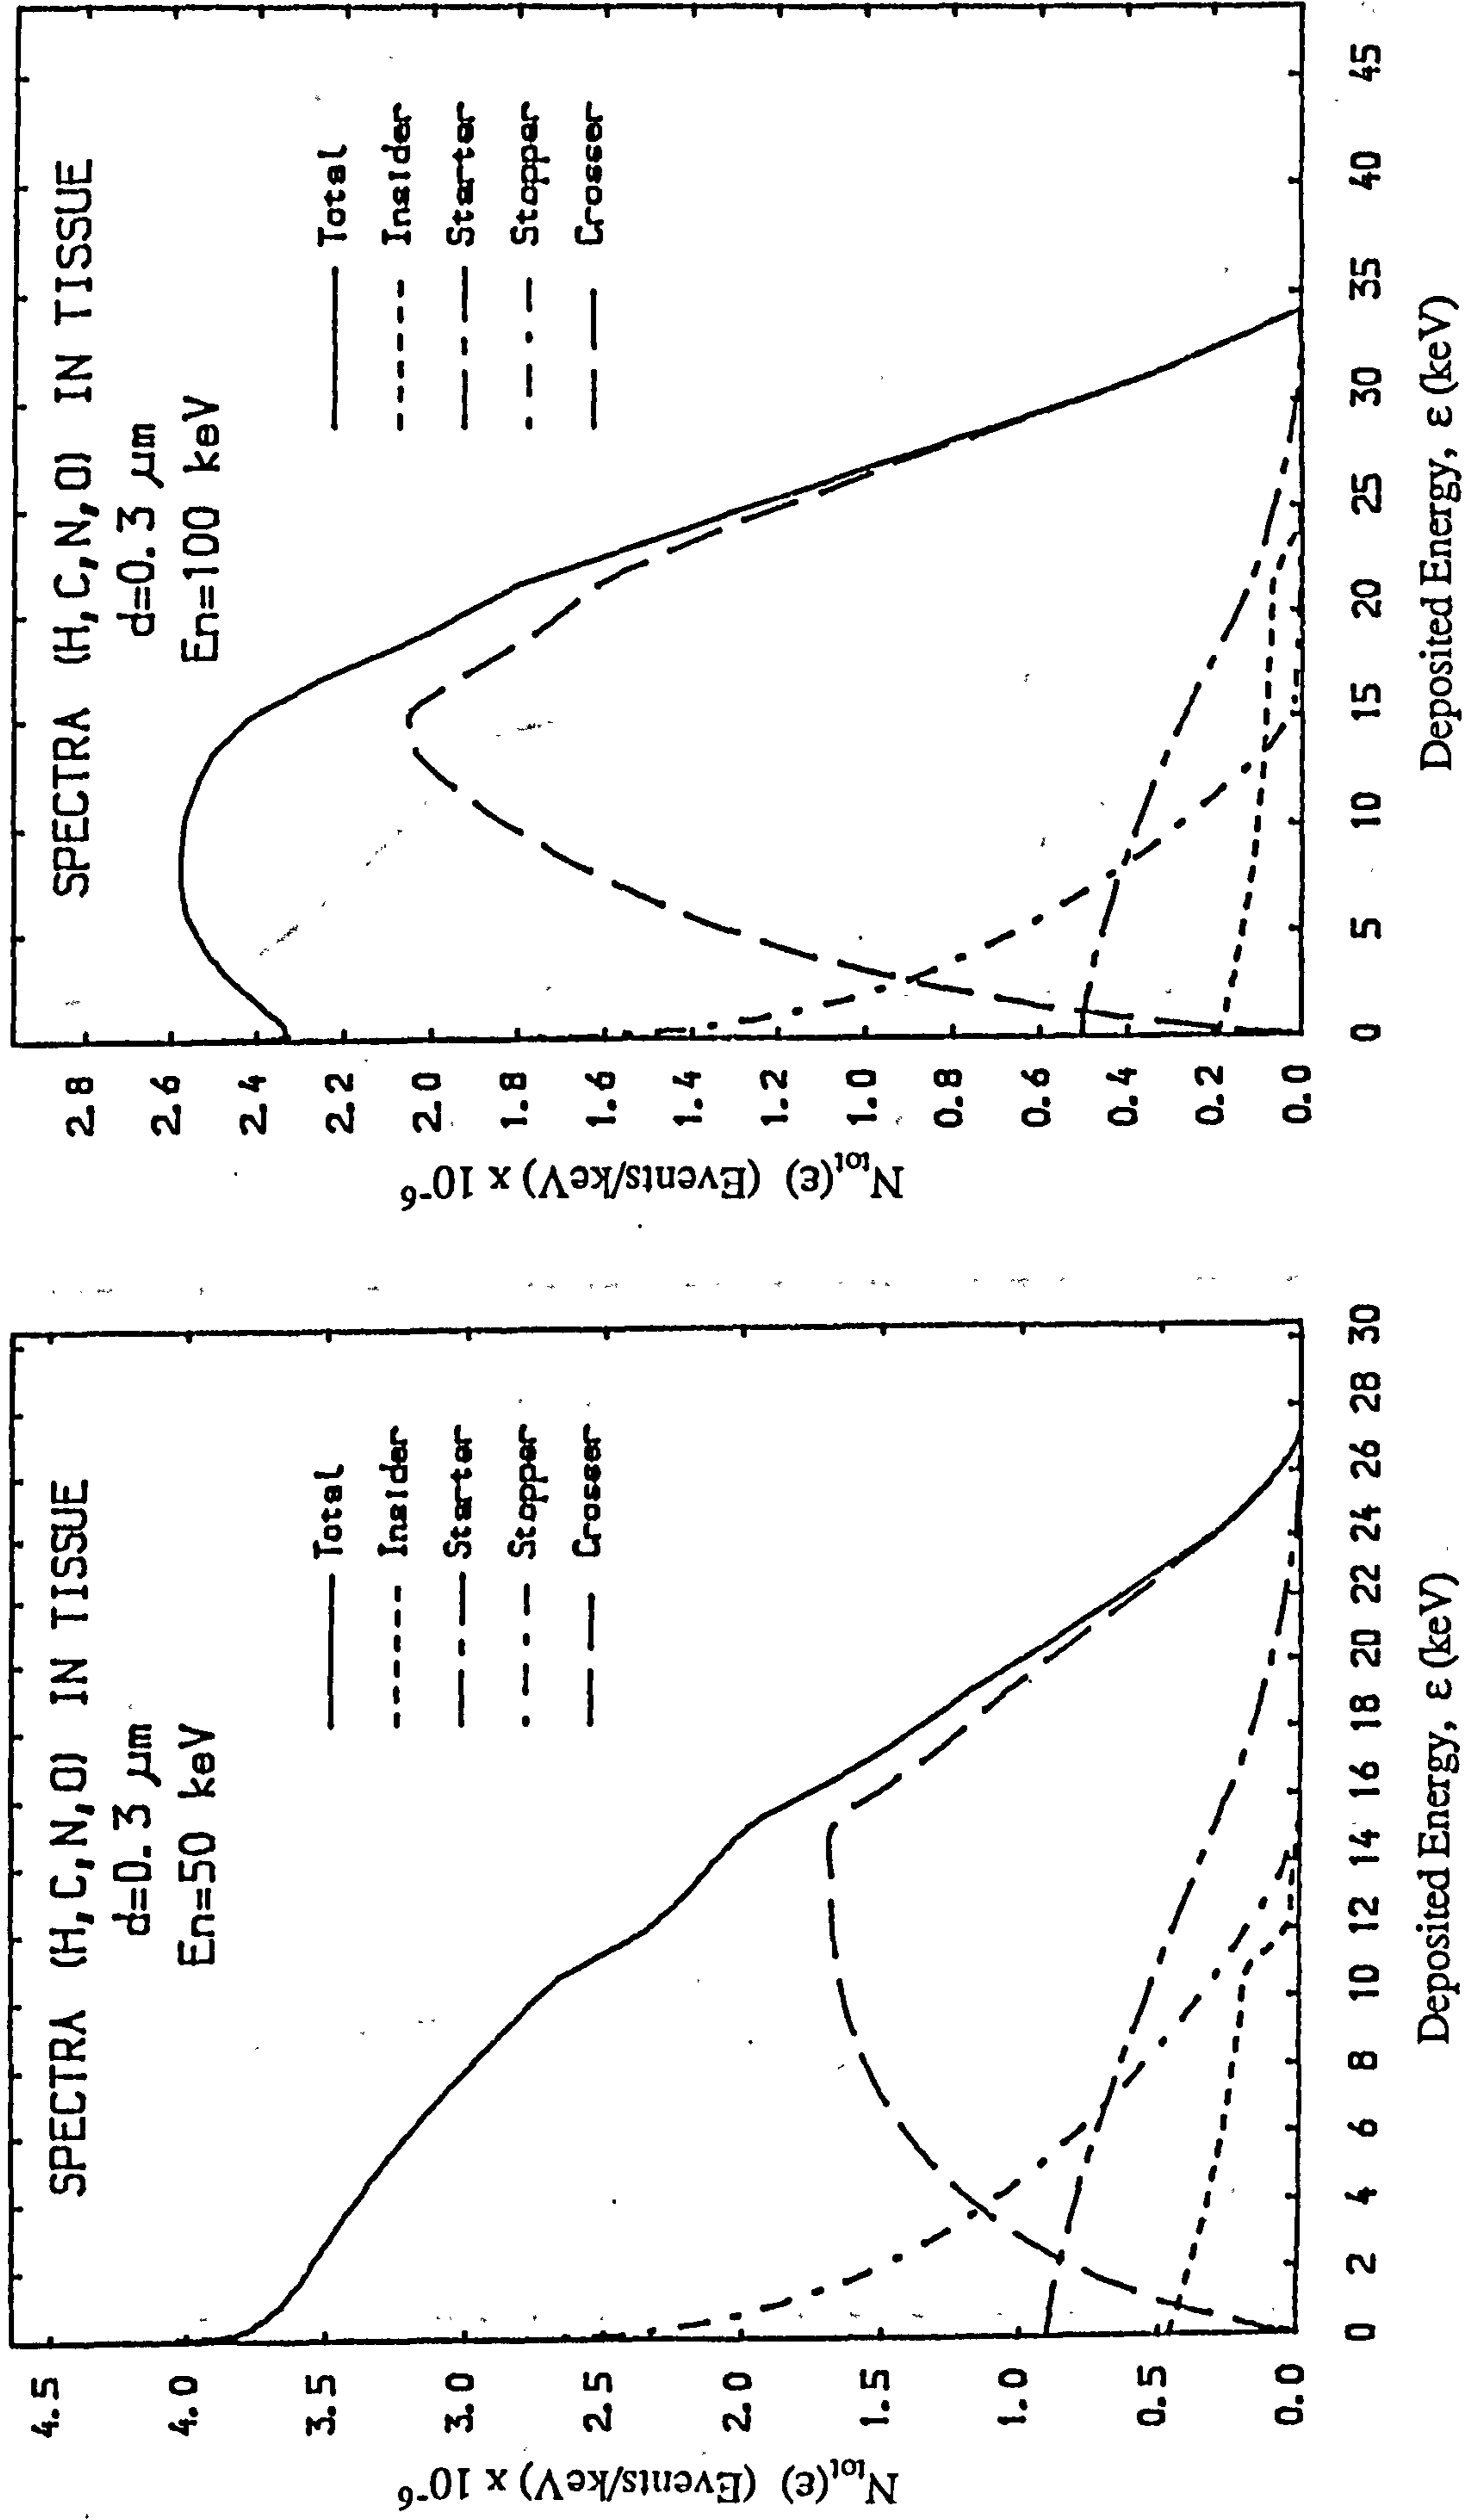 SPECTRA (H,C,N,O) IN TISSUE
d=0.3 μm
En=50 keV
Total
Insider
Starter
Stopper
Crosser
4.5
4.0
3.5
3.0
2.5
2.0
1.5
1.0
0.5
0.0
N_tot(ε) (Events/keV) x 10^-6
0 2 4 6 8 10 12 14 16 18 20 22 24 26 28 30
Deposited Energy, ε (keV)
SPECTRA (H,C,N,O) IN TISSUE
d=0.3 μm
En=100 keV
Total
Insider
Starter
Stopper
Crosser
2.8
2.6
2.4
2.2
2.0
1.8
1.6
1.4
1.2
1.0
0.8
0.6
0.4
0.2
0.0
N_tot(ε) (Events/keV) x 10^-6
0 5 10 15 20 25 30 35 40 45
Deposited Energy, ε (keV)